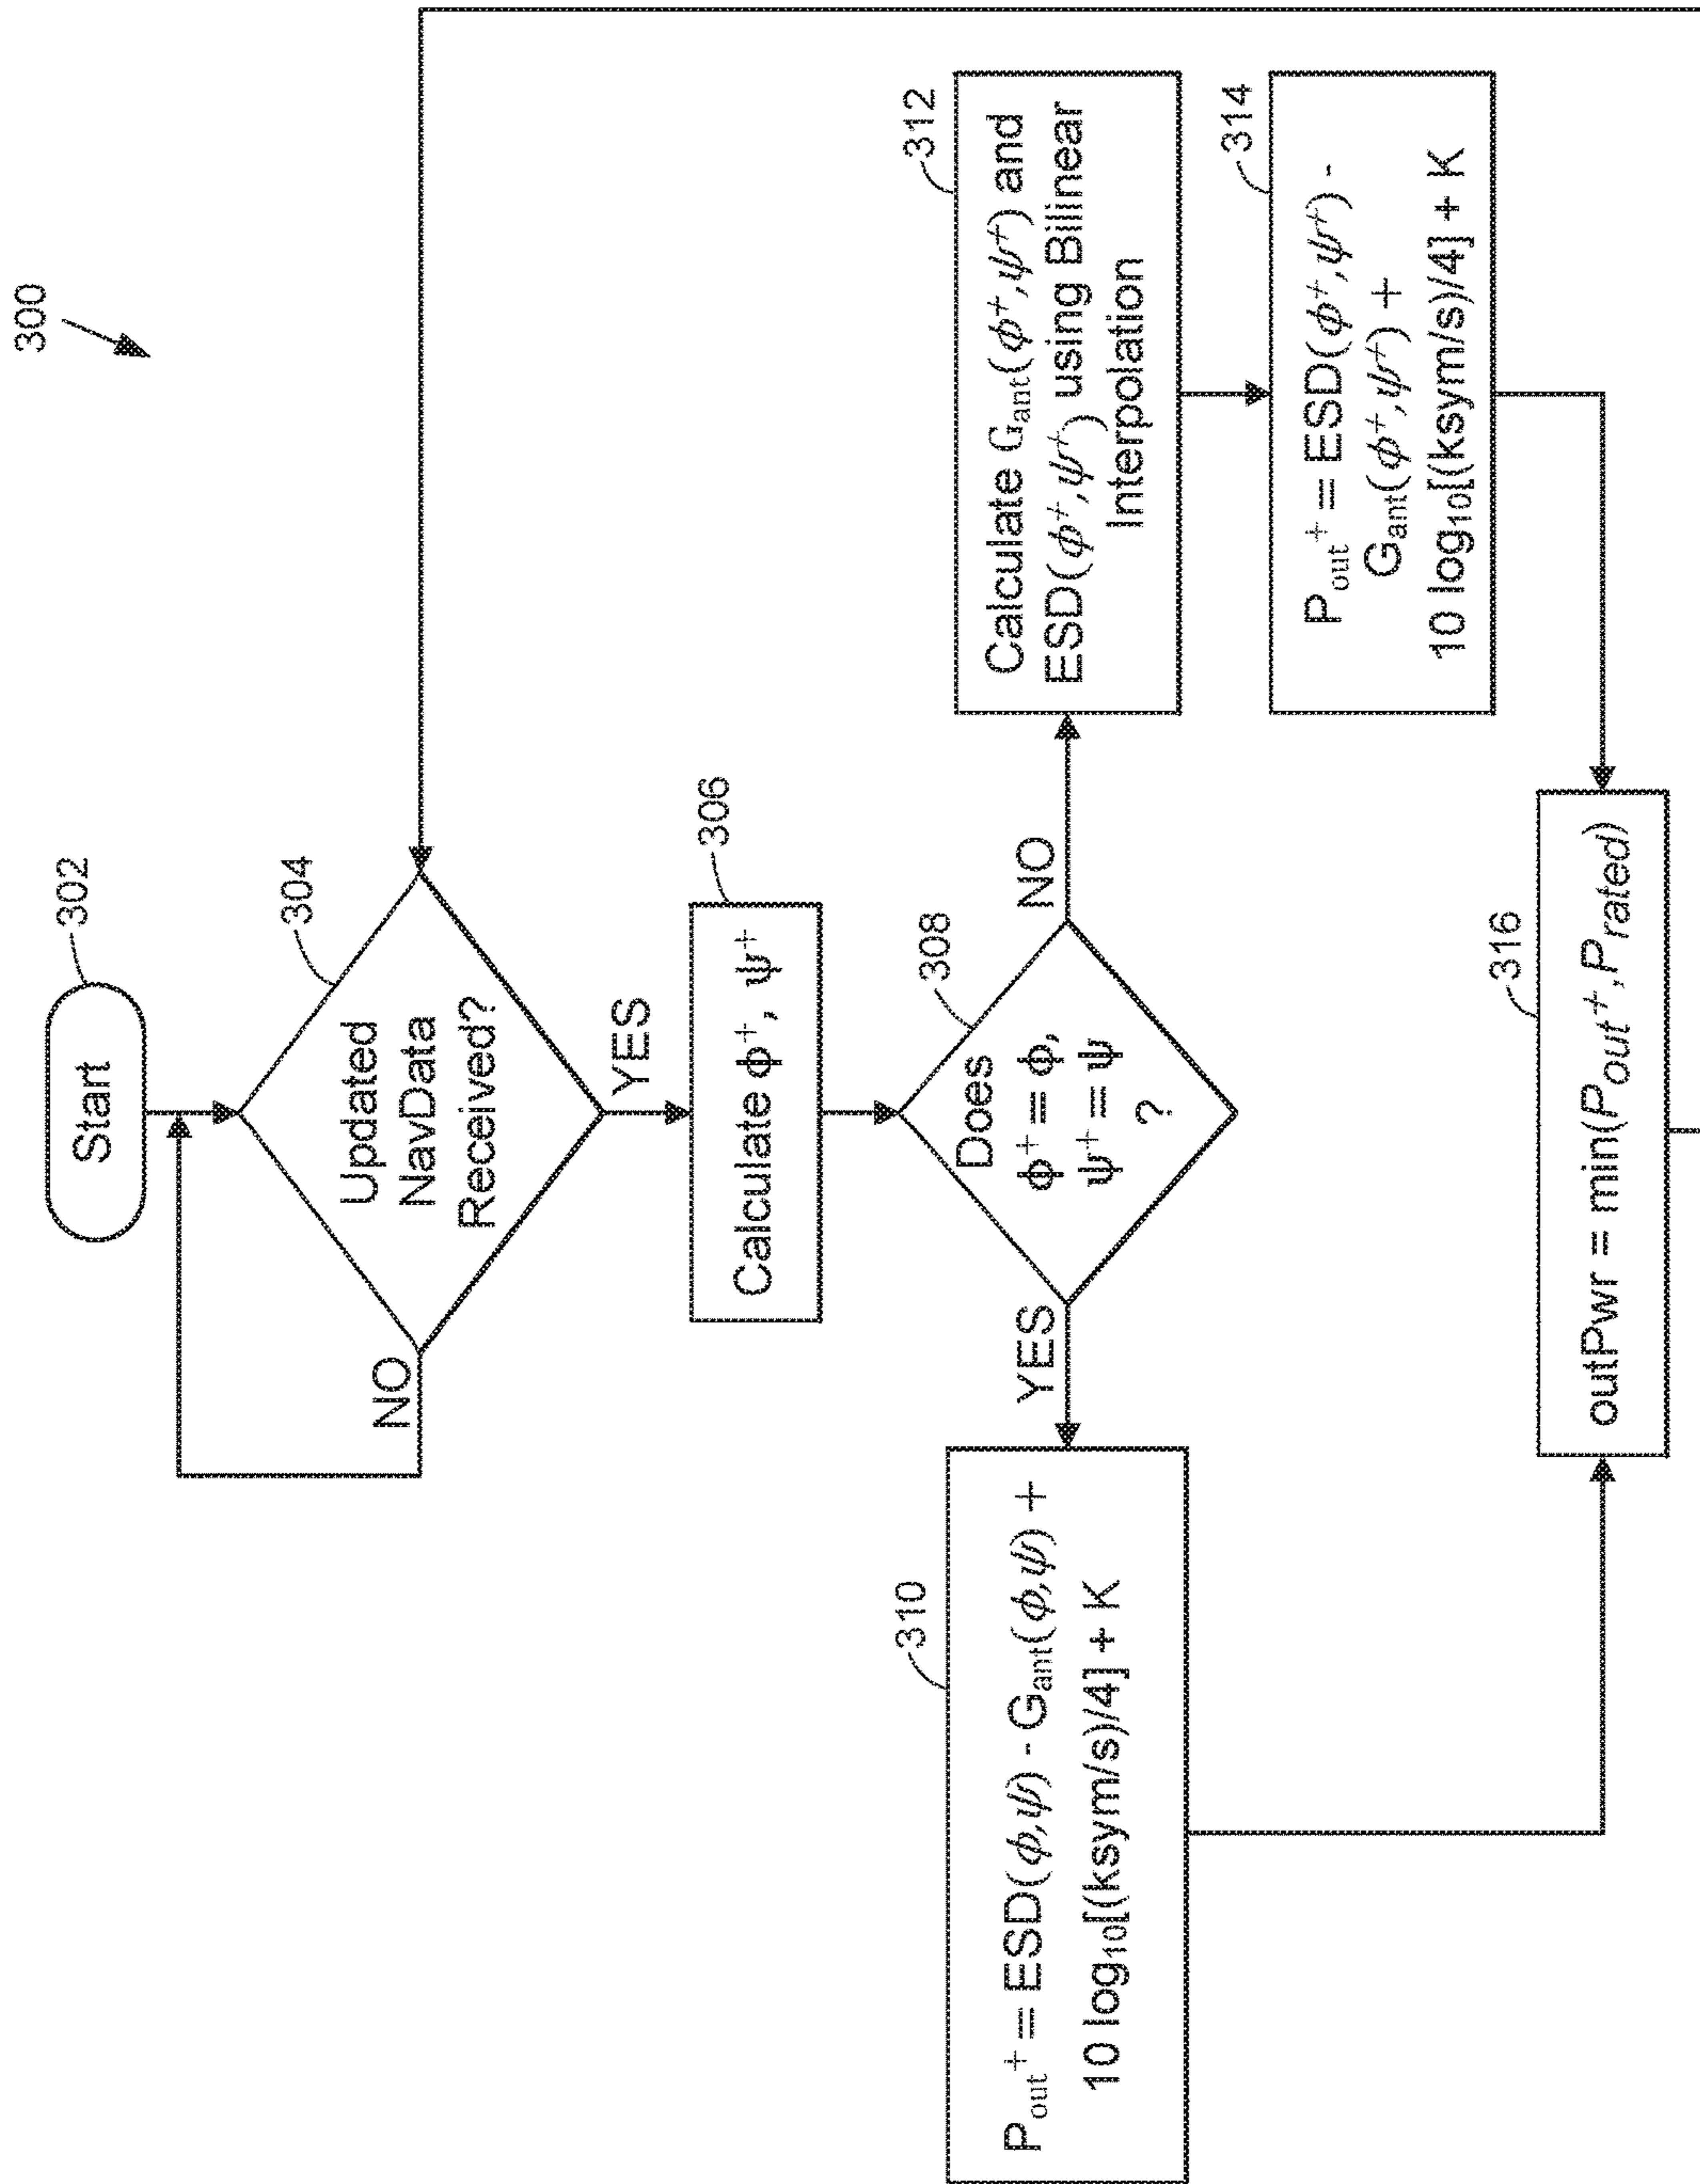 300
302
Start
304
Updated
NavData
Received?
NO
YES
306
Calculate ϕ⁺, ψ⁺
308
Does
ϕ⁺ = ϕ,
ψ⁺ = ψ
?
YES
NO
310
P_out⁺ = ESD(ϕ,ψ) - G_ant(ϕ,ψ) +
10 log₁₀[(ksym/s)/4] + K
312
Calculate G_ant(ϕ⁺,ψ⁺) and
ESD(ϕ⁺,ψ⁺) using Bilinear
Interpolation
314
P_out⁺ = ESD(ϕ⁺,ψ⁺) -
G_ant(ϕ⁺,ψ⁺) +
10 log₁₀[(ksym/s)/4] + K
316
outPwr = min(P_out⁺,P_rated)